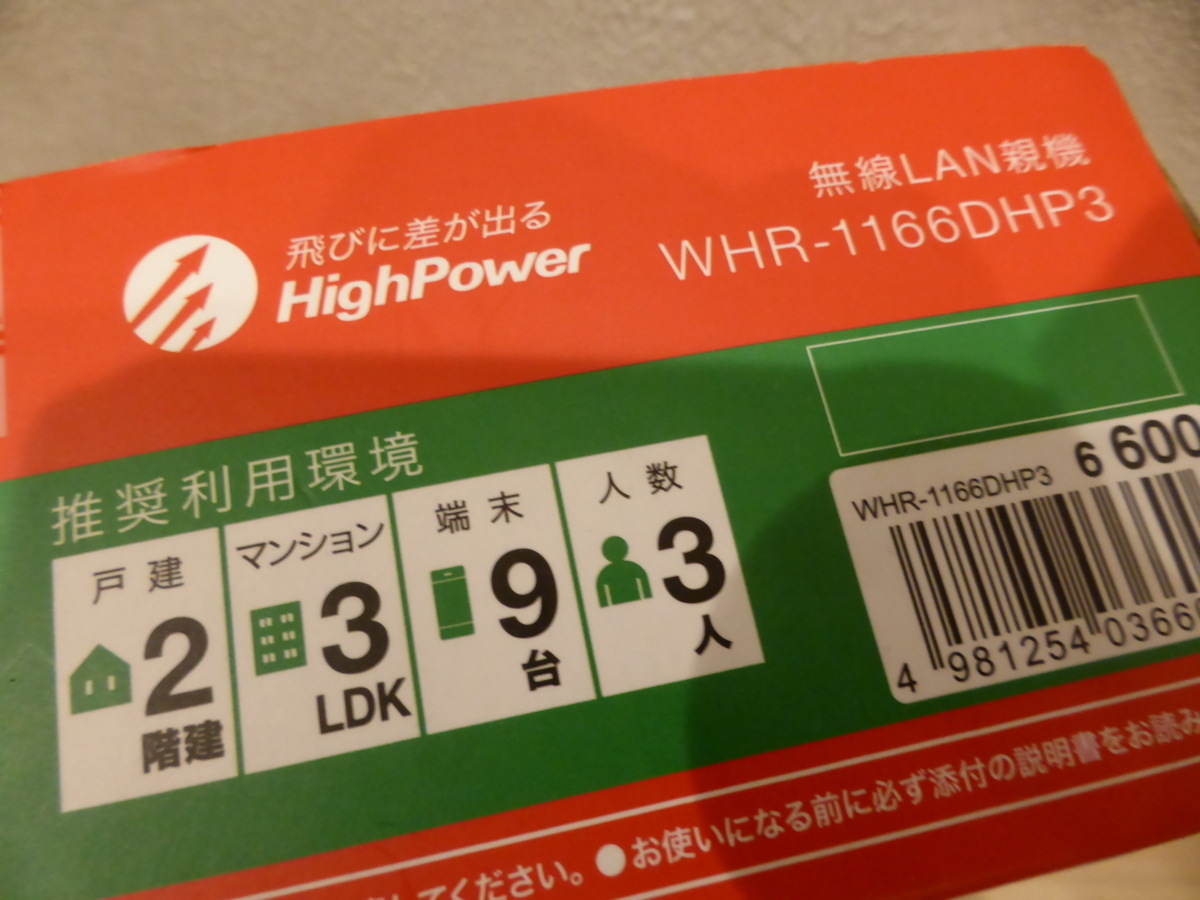 飛びに差が出る
HighPower
無線LAN親機
WHR-1166DHP3
推奨利用環境
戸建
2
階建
マンション
3
LDK
端末
9
台
人数
3
人
WHR-1166DHP3
6 600
4 981254 0366
てください。 ●お使いになる前に必ず添付の説明書をお読み